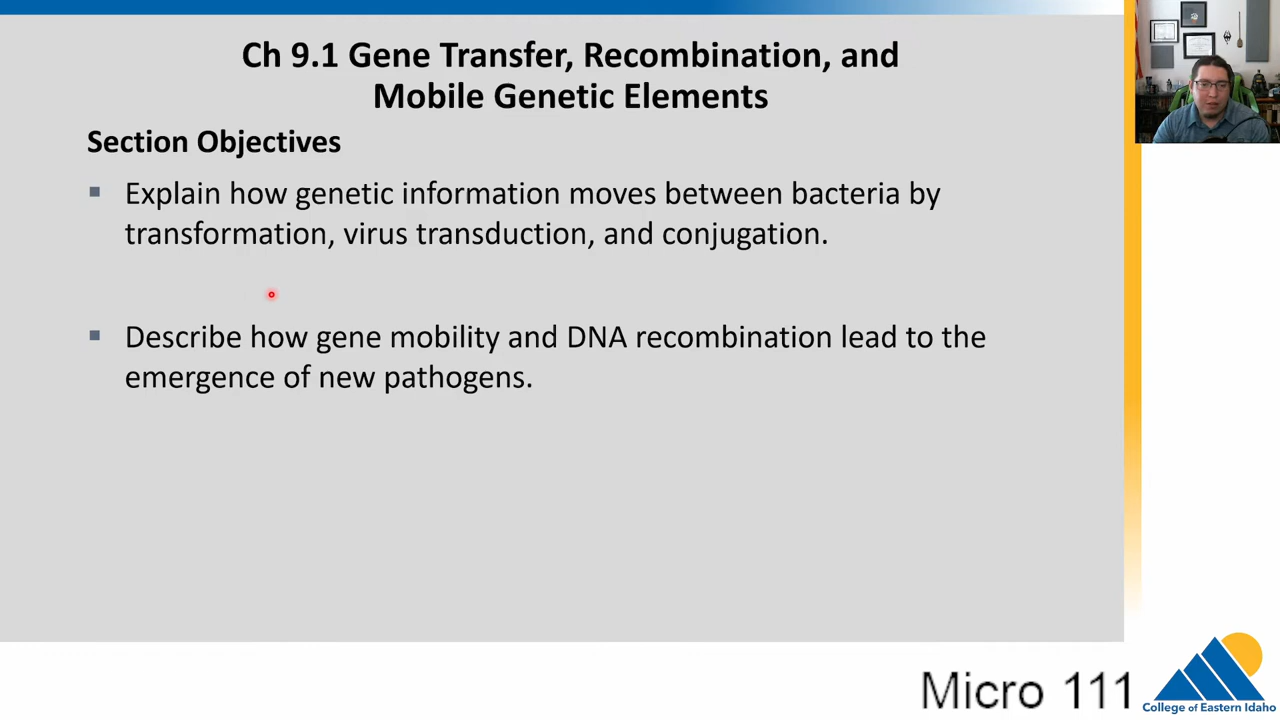 Ch 9.1 Gene Transfer, Recombination, and
Mobile Genetic Elements
Section Objectives
Explain how genetic information moves between bacteria by
transformation, virus transduction, and conjugation.
Describe how gene mobility and DNA recombination lead to the
emergence of new pathogens.
Micro 111
College of Eastern Idaho